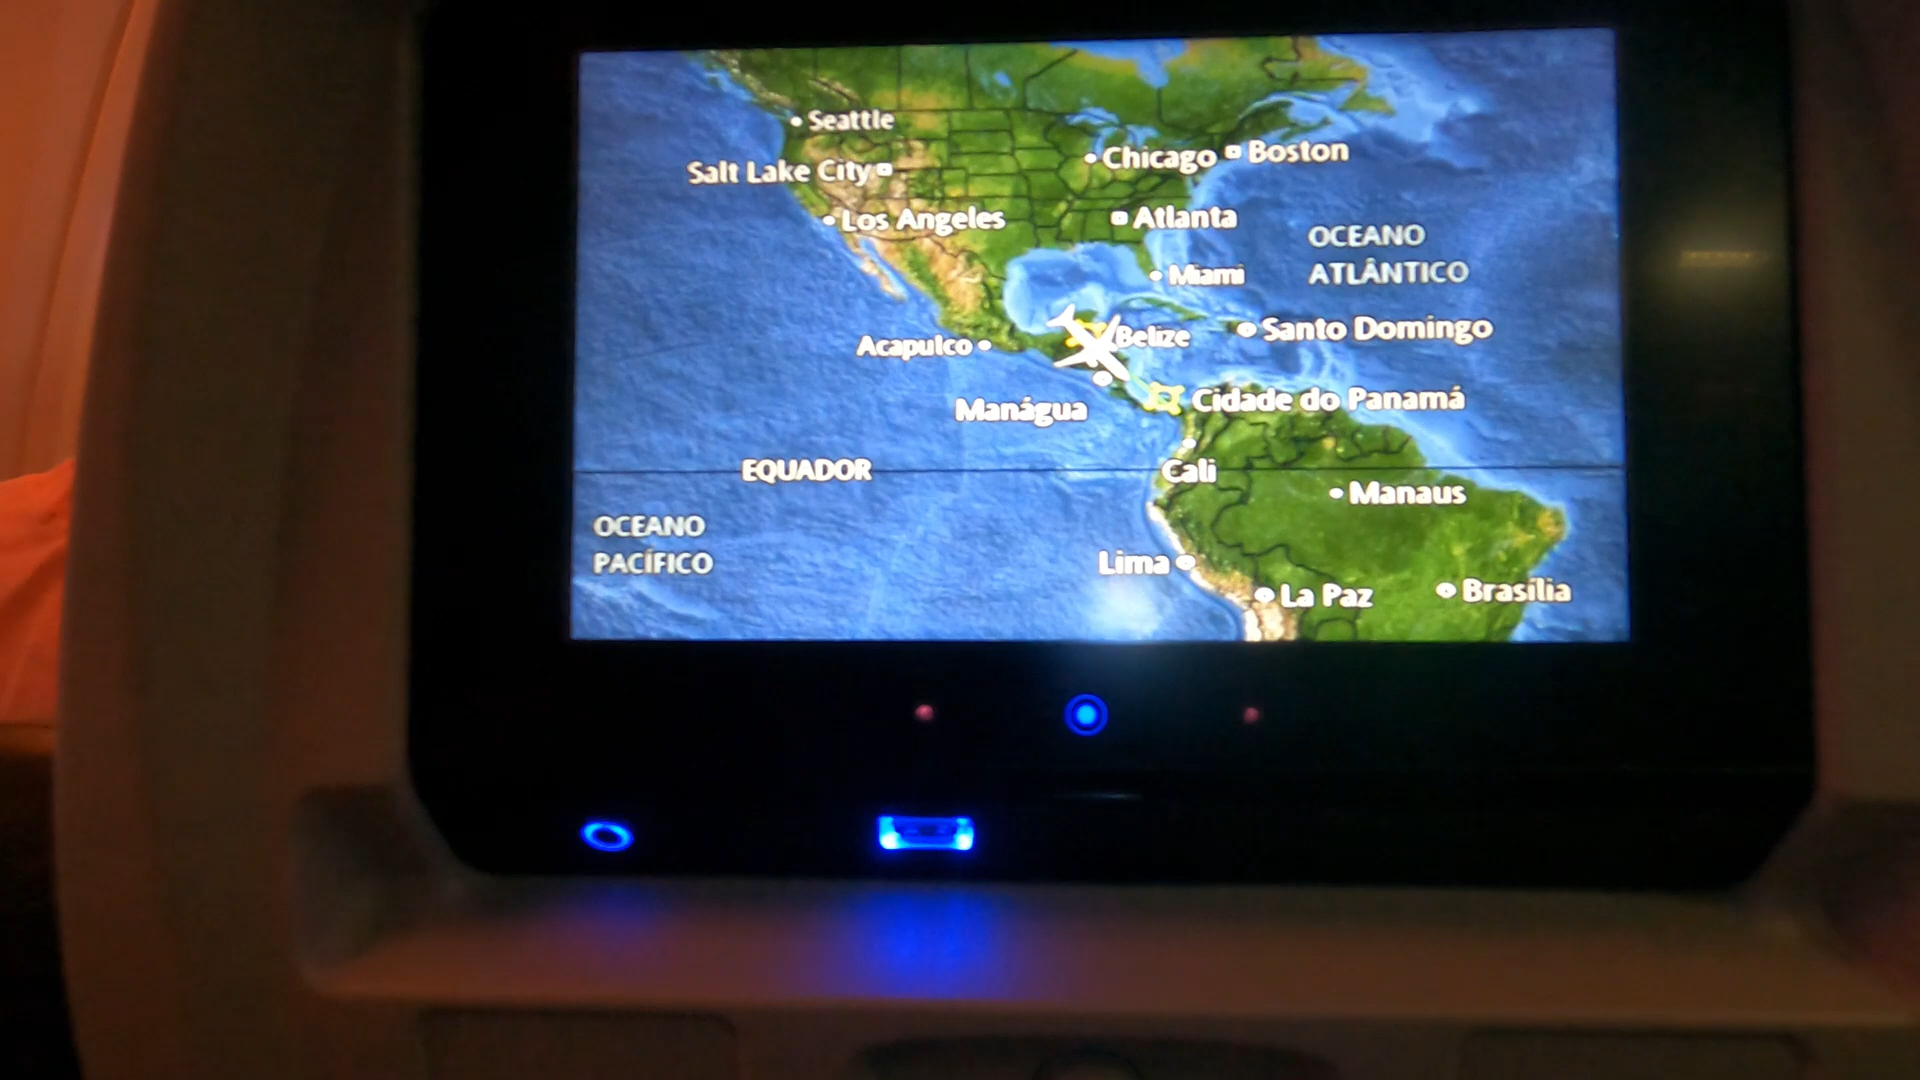 Seattle
Salt Lake City
Chicago
Boston
Los Angeles
Atlanta
OCEANO
ATLÂNTICO
Miami
Acapulco
Belize
Santo Domingo
Manágua
Cidade do Panamá
EQUADOR
Cali
Manaus
OCEANO
PACÍFICO
Lima
La Paz
Brasília